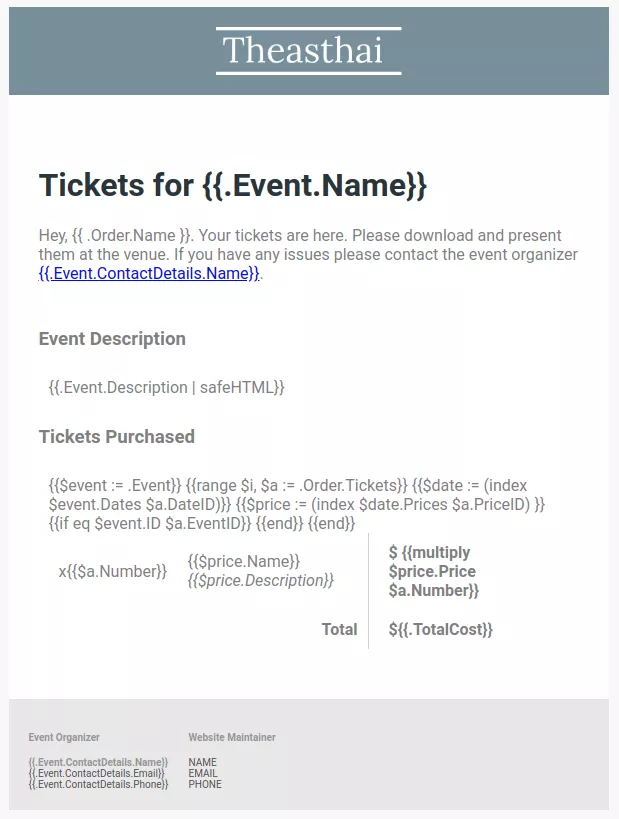 Theasthai
Tickets for {{.Event.Name}}
Hey, {{ .Order.Name }}. Your tickets are here. Please download and present
them at the venue. If you have any issues please contact the event organizer
{{.Event.ContactDetails.Name}}.
Event Description
{{.Event.Description | safeHTML}}
Tickets Purchased
{{$event := .Event}} {{range $i, $a := .Order.Tickets}} {{$date := (index
$event.Dates $a.DateID)}} {{$price := (index $date.Prices $a.PriceID) }}
{{if eq $event.ID $a.EventID}} {{end}} {{end}}
x{{$a.Number}}
{{$price.Name}}
{{$price.Description}}
$ {{multiply
$price.Price
$a.Number}}
Total
${{.TotalCost}}
Event Organizer
{{.Event.ContactDetails.Name}}
{{.Event.ContactDetails.Email}}
{{.Event.ContactDetails.Phone}}
Website Maintainer
NAME
EMAIL
PHONE